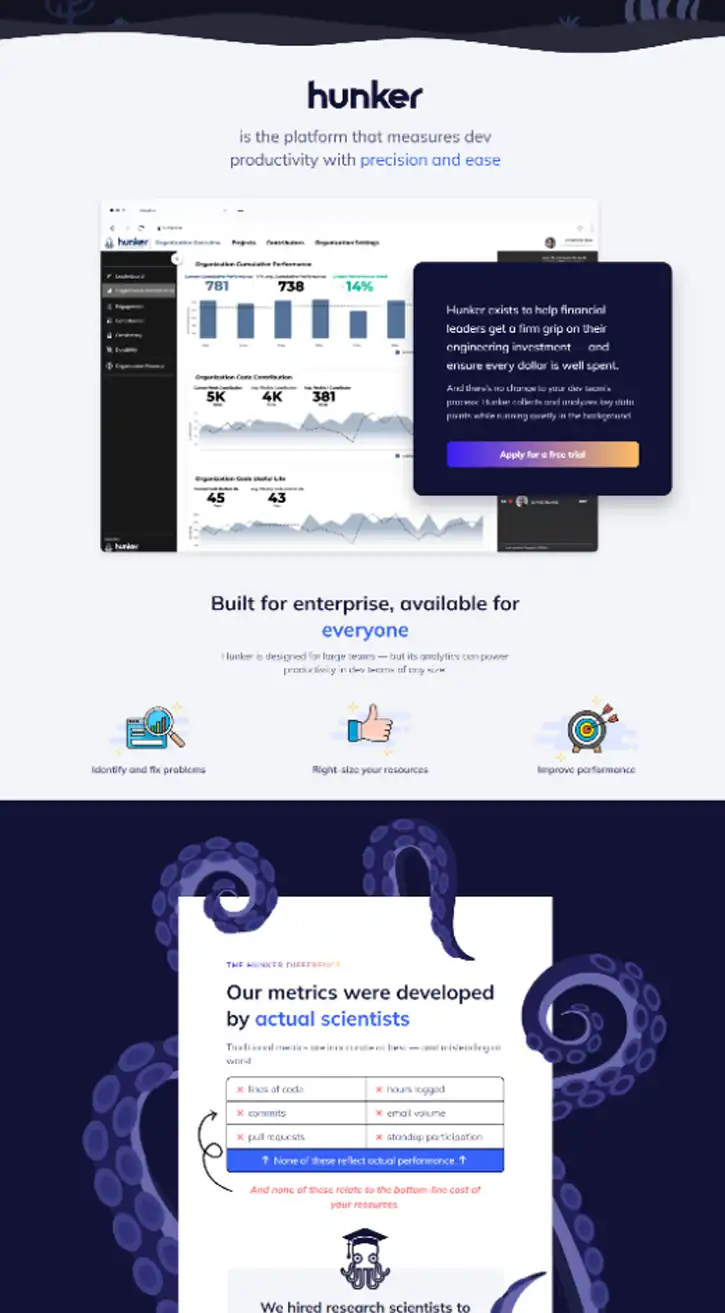 hunker
is the platform that measures dev
productivity with precision and ease
hunker
Organization Overview Projects Contributors Organization Settings
Leaderboard
Engagement
Contribution
Consistency
Durability
Organization Cumulative Performance
781 738 14%
Organization Code Contribution
5K 4K 381
Organization Code Useful Life
45 43
hunker
Hunker exists to help financial
leaders get a firm grip on their
engineering investment — and
ensure every dollar is well spent.
And there's no change to your dev team's
process: Hunker collects and analyzes key data
points while running quietly in the background.
Apply for a free trial
Built for enterprise, available for
everyone
Hunker is designed for large teams — but its analytics can power
productivity in dev teams of any size.
Identify and fix problems
Right-size your resources
Improve performance
THE HUNKER DIFFERENCE
Our metrics were developed
by actual scientists
Traditional metrics are inaccurate at best — and misleading at
worst.
× lines of code × hours logged
× commits × email volume
× pull requests × standup participation
↑ None of these reflect actual performance ↑
And none of these relate to the bottom-line cost of
your resources.
We hired research scientists to